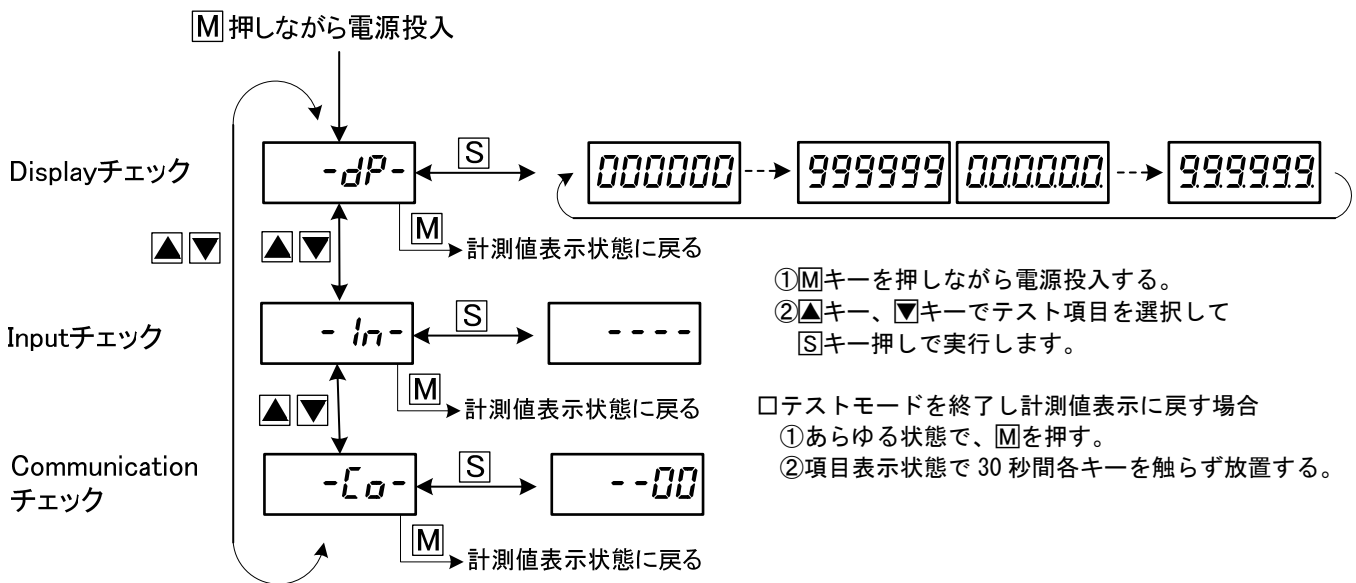 M 押しながら電源投入
Displayチェック
-dP-
S
000000
999999
0.0.0.0.0.0.
9.9.9.9.9.9.
M
計測値表示状態に戻る
▲▼
▲▼
Inputチェック
-In-
S
----
M
計測値表示状態に戻る
▲▼
Communication
チェック
-Co-
S
--00
M
計測値表示状態に戻る
①Mキーを押しながら電源投入する。
②▲キー、▼キーでテスト項目を選択して
Sキー押しで実行します。
□テストモードを終了し計測値表示に戻す場合
①あらゆる状態で、Mを押す。
②項目表示状態で 30 秒間各キーを触らず放置する。